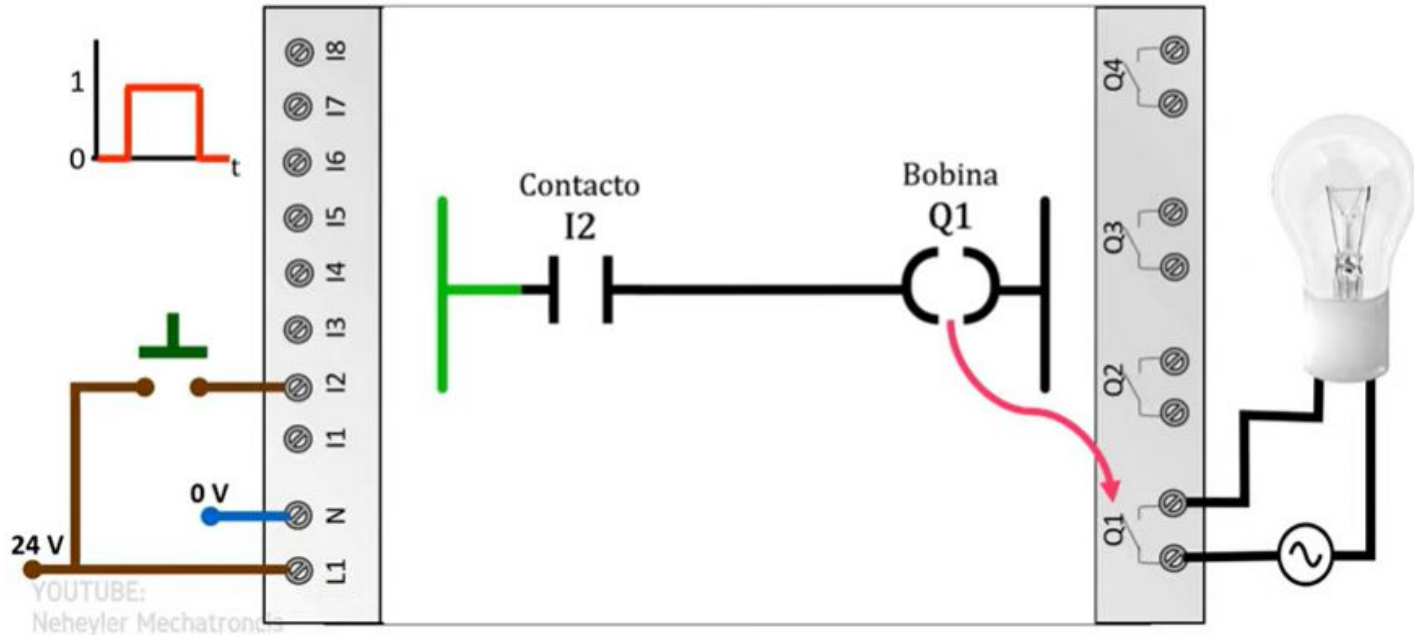 1
0
t
I8
I7
I6
I5
I4
I3
I2
I1
N
L1
0 V
24 V
YOUTUBE:
Neheyler Mechatroncis
Contacto
I2
Bobina
Q1
Q4
Q3
Q2
Q1